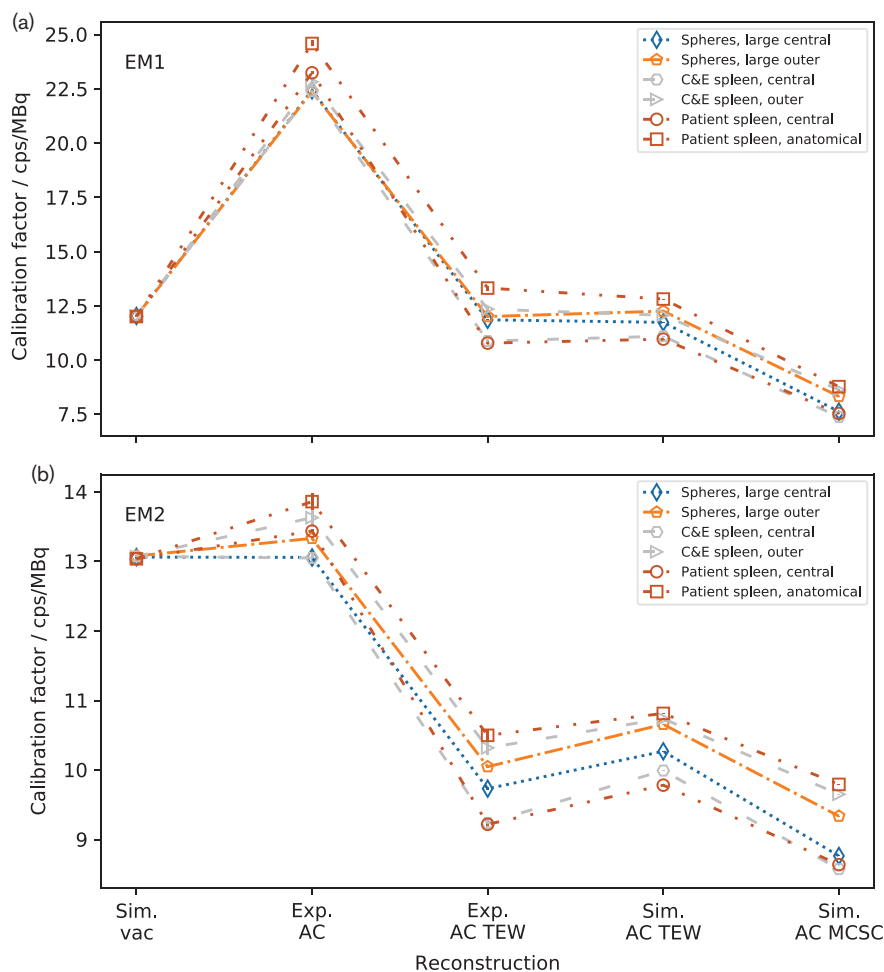 (a)
Calibration factor / cps/MBq
25.0
22.5
20.0
17.5
15.0
12.5
10.0
7.5
EM1
Spheres, large central
Spheres, large outer
C&E spleen, central
C&E spleen, outer
Patient spleen, central
Patient spleen, anatomical
(b)
Calibration factor / cps/MBq
14
13
12
11
10
9
EM2
Spheres, large central
Spheres, large outer
C&E spleen, central
C&E spleen, outer
Patient spleen, central
Patient spleen, anatomical
Sim.
vac
Exp.
AC
Exp.
AC TEW
Sim.
AC TEW
Sim.
AC MCSC
Reconstruction